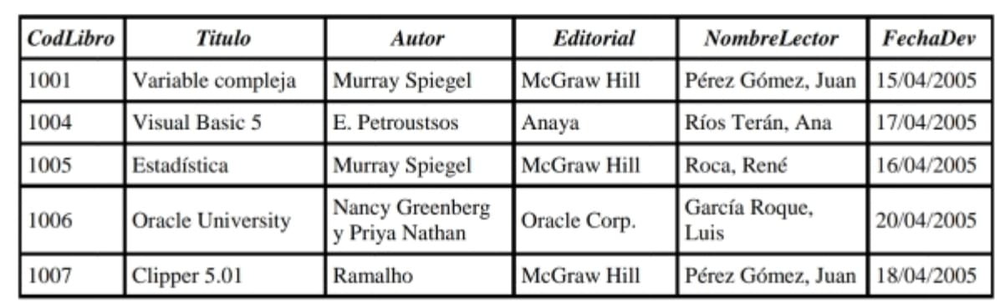 CodLibro Titulo Autor Editorial NombreLector FechaDev
1001 Variable compleja Murray Spiegel McGraw Hill Pérez Gómez, Juan 15/04/2005
1004 Visual Basic 5 E. Petroustsos Anaya Ríos Terán, Ana 17/04/2005
1005 Estadística Murray Spiegel McGraw Hill Roca, René 16/04/2005
1006 Oracle University Nancy Greenberg y Priya Nathan Oracle Corp. García Roque, Luis 20/04/2005
1007 Clipper 5.01 Ramalho McGraw Hill Pérez Gómez, Juan 18/04/2005